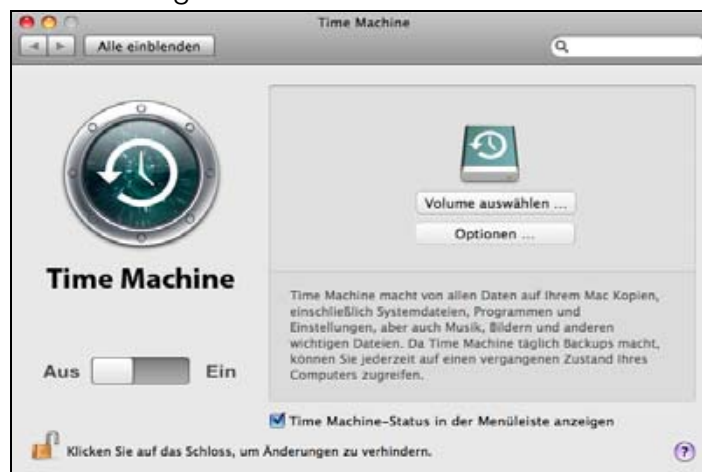 Time Machine
Alle einblenden
Volume auswählen ...
Optionen ...
Time Machine
Time Machine macht von allen Daten auf Ihrem Mac Kopien,
einschließlich Systemdateien, Programmen und
Einstellungen, aber auch Musik, Bildern und anderen
wichtigen Dateien. Da Time Machine täglich Backups macht,
können Sie jederzeit auf einen vergangenen Zustand Ihres
Computers zugreifen.
Aus Ein
Time Machine-Status in der Menüleiste anzeigen
Klicken Sie auf das Schloss, um Änderungen zu verhindern.
?